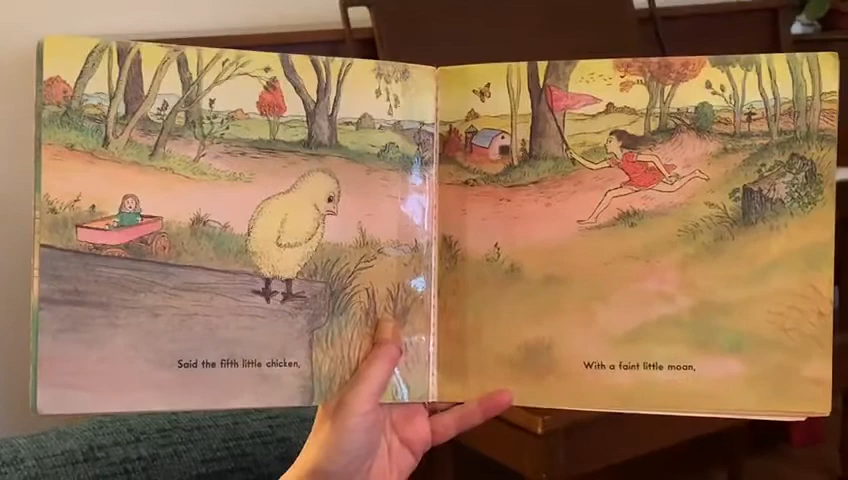 Said the fifth little chicken,
With a faint little moan,